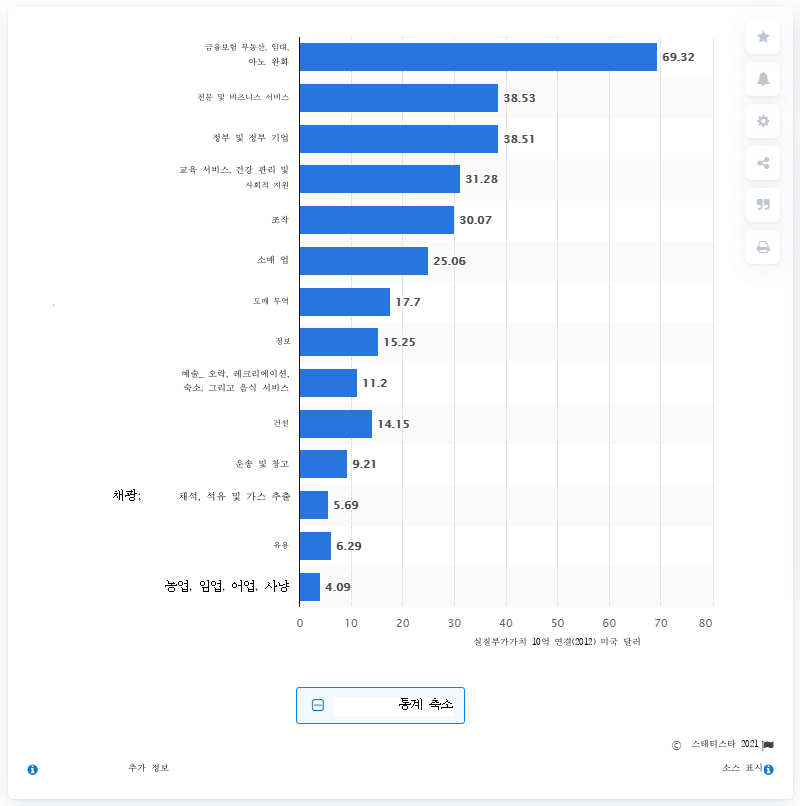 금융보험 부동산, 임대,
아노 완화
69.32
전문 및 비즈니스 서비스
38.53
정부 및 정부 기업
38.51
교육 서비스, 건강 관리 및
사회적 지원
31.28
조작
30.07
소매 업
25.06
도매 무역
17.7
정보
15.25
예술_ 오락, 레크리에이션,
숙소; 그리고 음식 서비스
11.2
건설
14.15
운송 및 창고
9.21
채광; 채석, 석유 및 가스 추출
5.69
유용
6.29
농업, 임업, 어업, 사냥
4.09
0 10 20 30 40 50 60 70 80
실질부가가치 10억 연결(2012) 미국 달러
통계 축소
© 스태티스타 2021
추가 정보
소스 표시